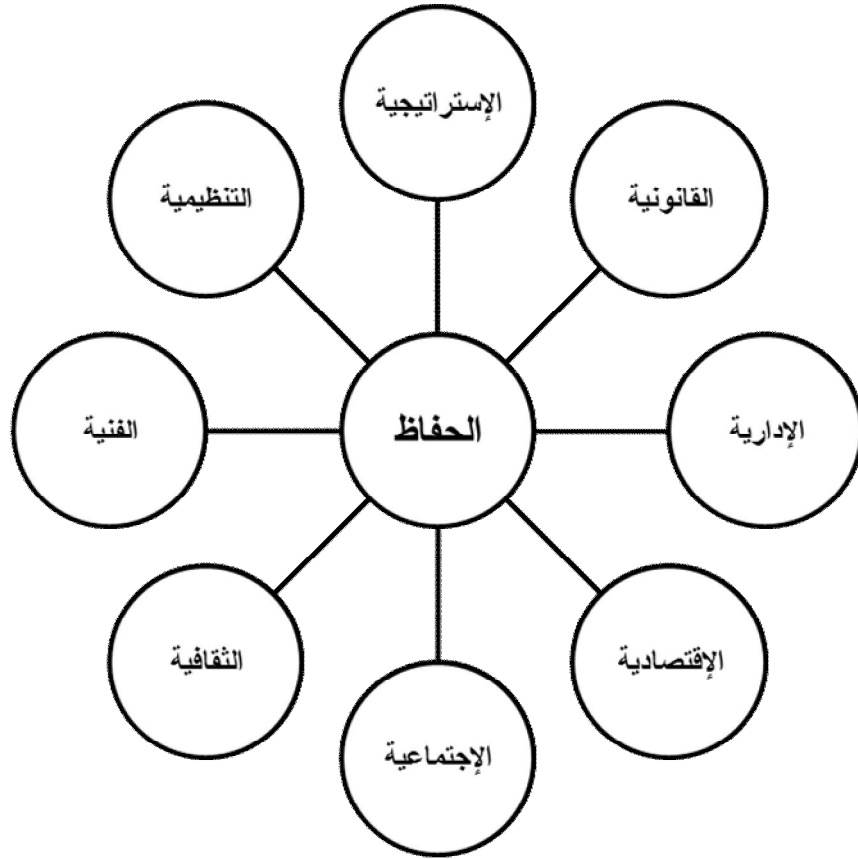 الإستراتيجية
القانونية
التنظيمية
الإدارية
الحفاظ
الفنية
الإقتصادية
الثقافية
الإجتماعية